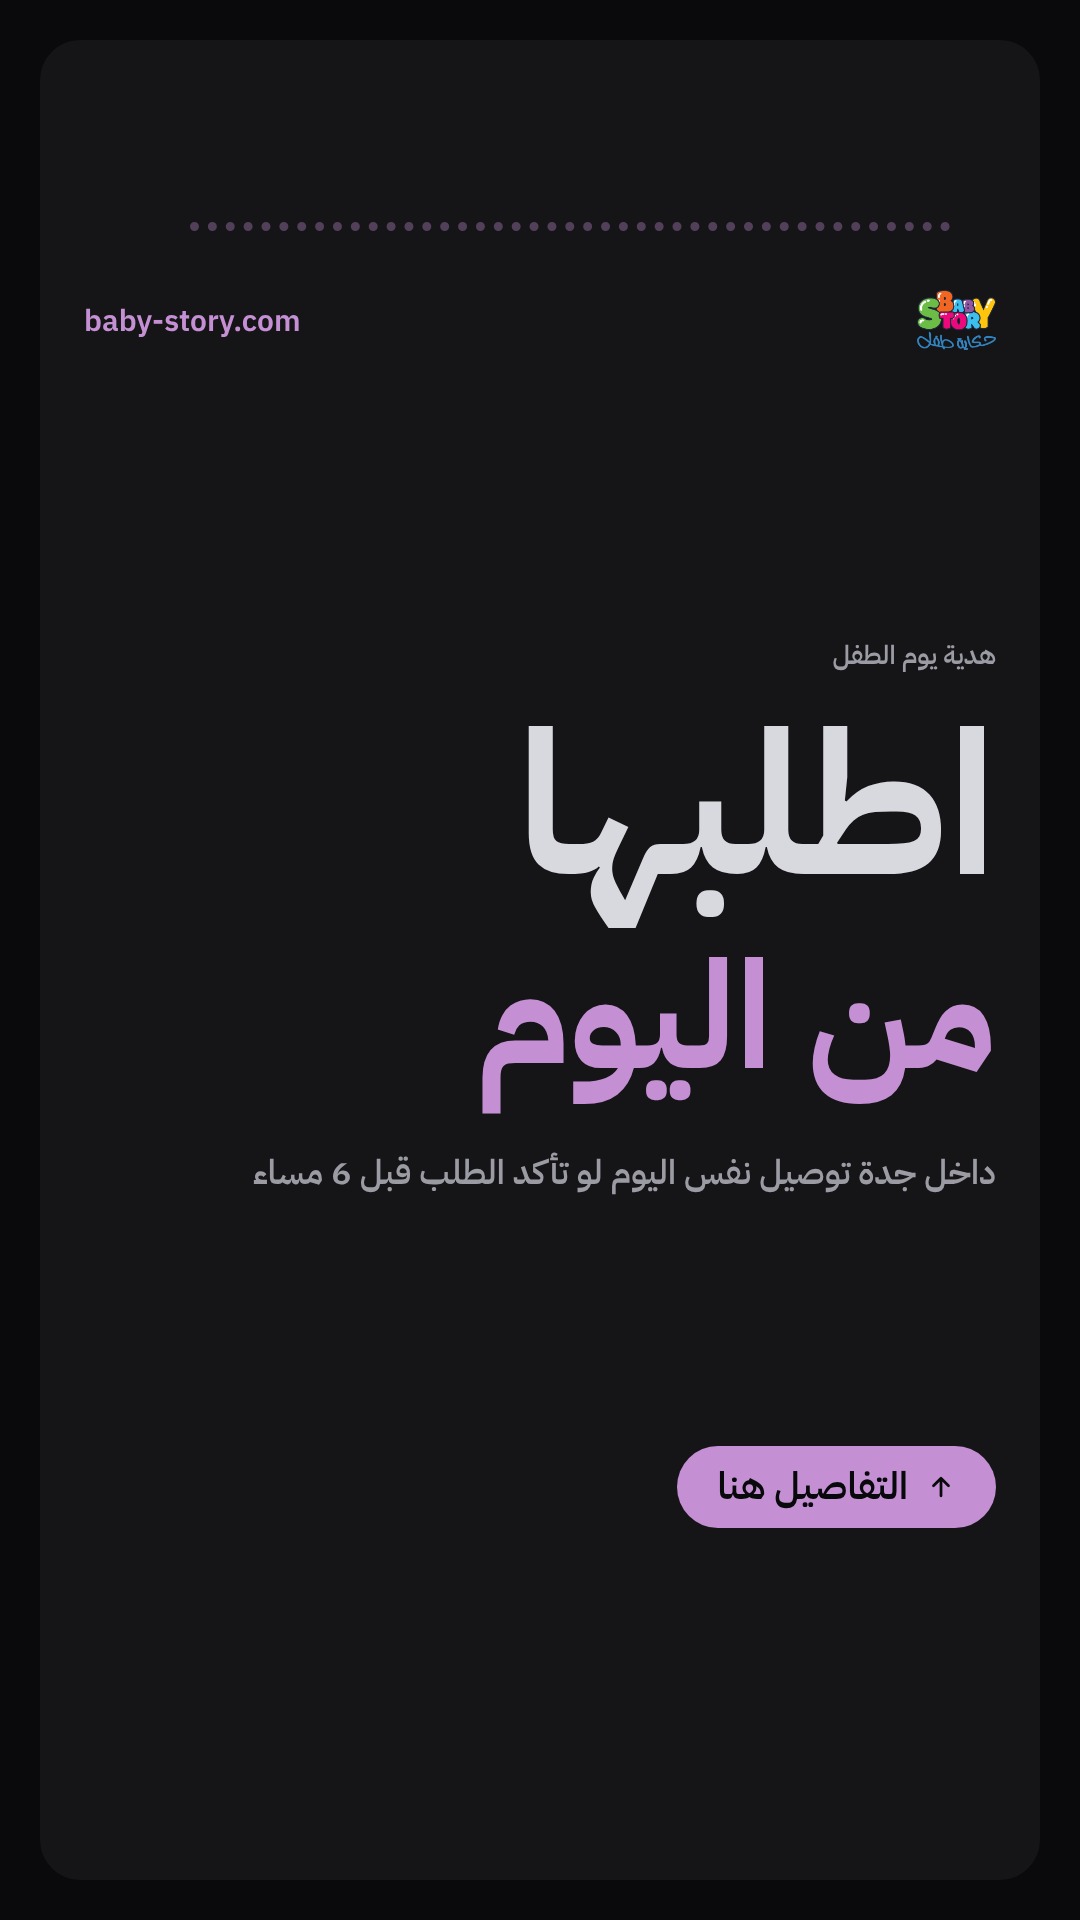 BABY STORY
حكاية طفل
baby-story.com
هدية يوم الطفل
اطلبها
من اليوم
داخل جدة توصيل نفس اليوم لو تأكد الطلب قبل 6 مساء
↑ التفاصيل هنا